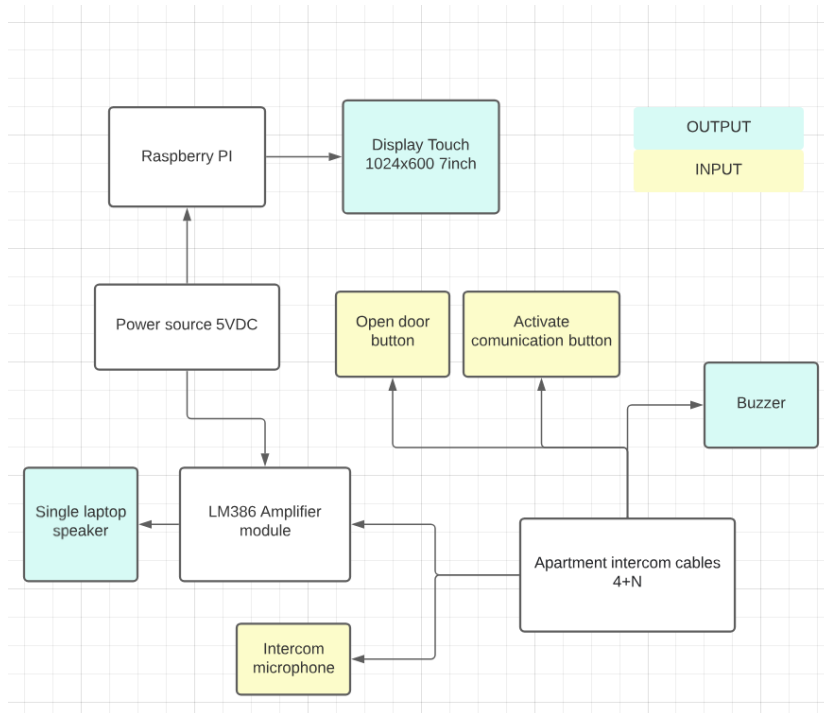 Raspberry PI
Display Touch
1024x600 7inch
OUTPUT
INPUT
Power source 5VDC
Open door
button
Activate
comunication button
Buzzer
Single laptop
speaker
LM386 Amplifier
module
Apartment intercom cables
4+N
Intercom
microphone